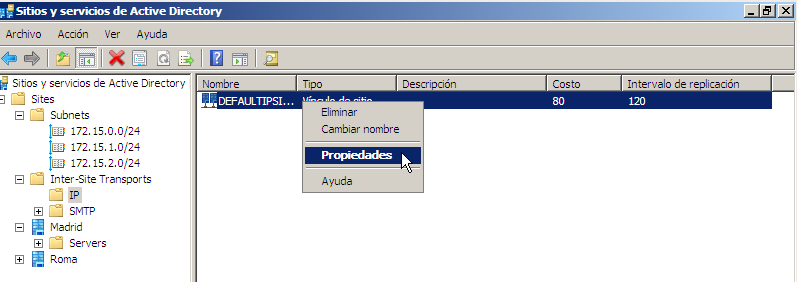 Sitios y servicios de Active Directory
Archivo Acción Ver Ayuda
Sitios y servicios de Active Directory
Sites
Subnets
172.15.0.0/24
172.15.1.0/24
172.15.2.0/24
Inter-Site Transports
IP
SMTP
Madrid
Servers
Roma
Nombre Tipo Descripción Costo Intervalo de replicación
DEFAULTIPSI... Vínculo de sitio 80 120
Eliminar
Cambiar nombre
Propiedades
Ayuda